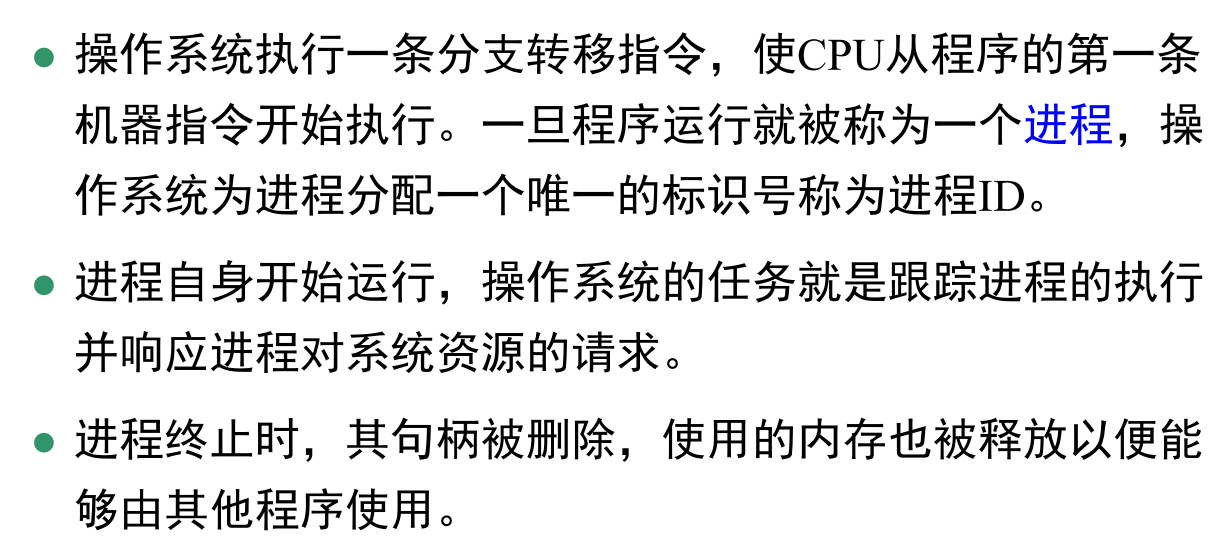 ● 操作系统执行一条分支转移指令，使CPU从程序的第一条
机器指令开始执行。一旦程序运行就被称为一个进程，操
作系统为进程分配一个唯一的标识号称为进程ID。
● 进程自身开始运行，操作系统的任务就是跟踪进程的执行
并响应进程对系统资源的请求。
● 进程终止时，其句柄被删除，使用的内存也被释放以便能
够由其他程序使用。